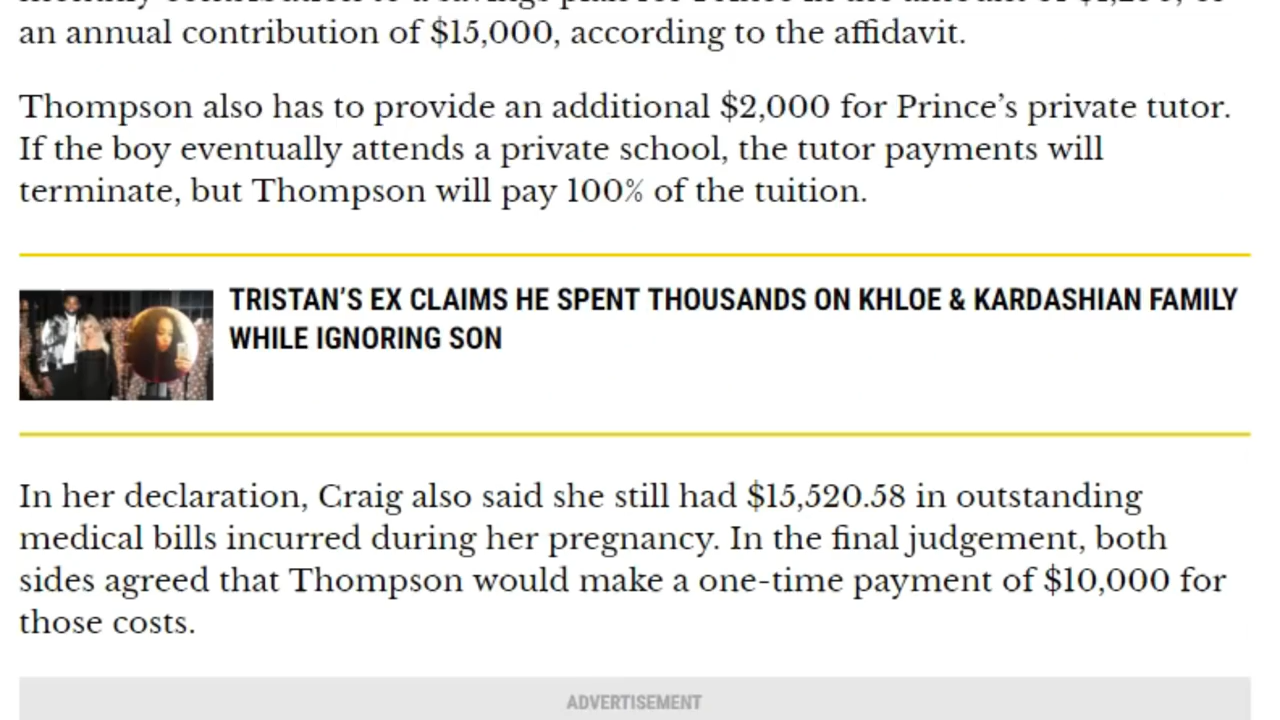 an annual contribution of $15,000, according to the affidavit.
Thompson also has to provide an additional $2,000 for Prince’s private tutor.
If the boy eventually attends a private school, the tutor payments will
terminate, but Thompson will pay 100% of the tuition.
TRISTAN’S EX CLAIMS HE SPENT THOUSANDS ON KHLOE & KARDASHIAN FAMILY
WHILE IGNORING SON
In her declaration, Craig also said she still had $15,520.58 in outstanding
medical bills incurred during her pregnancy. In the final judgement, both
sides agreed that Thompson would make a one-time payment of $10,000 for
those costs.
ADVERTISEMENT